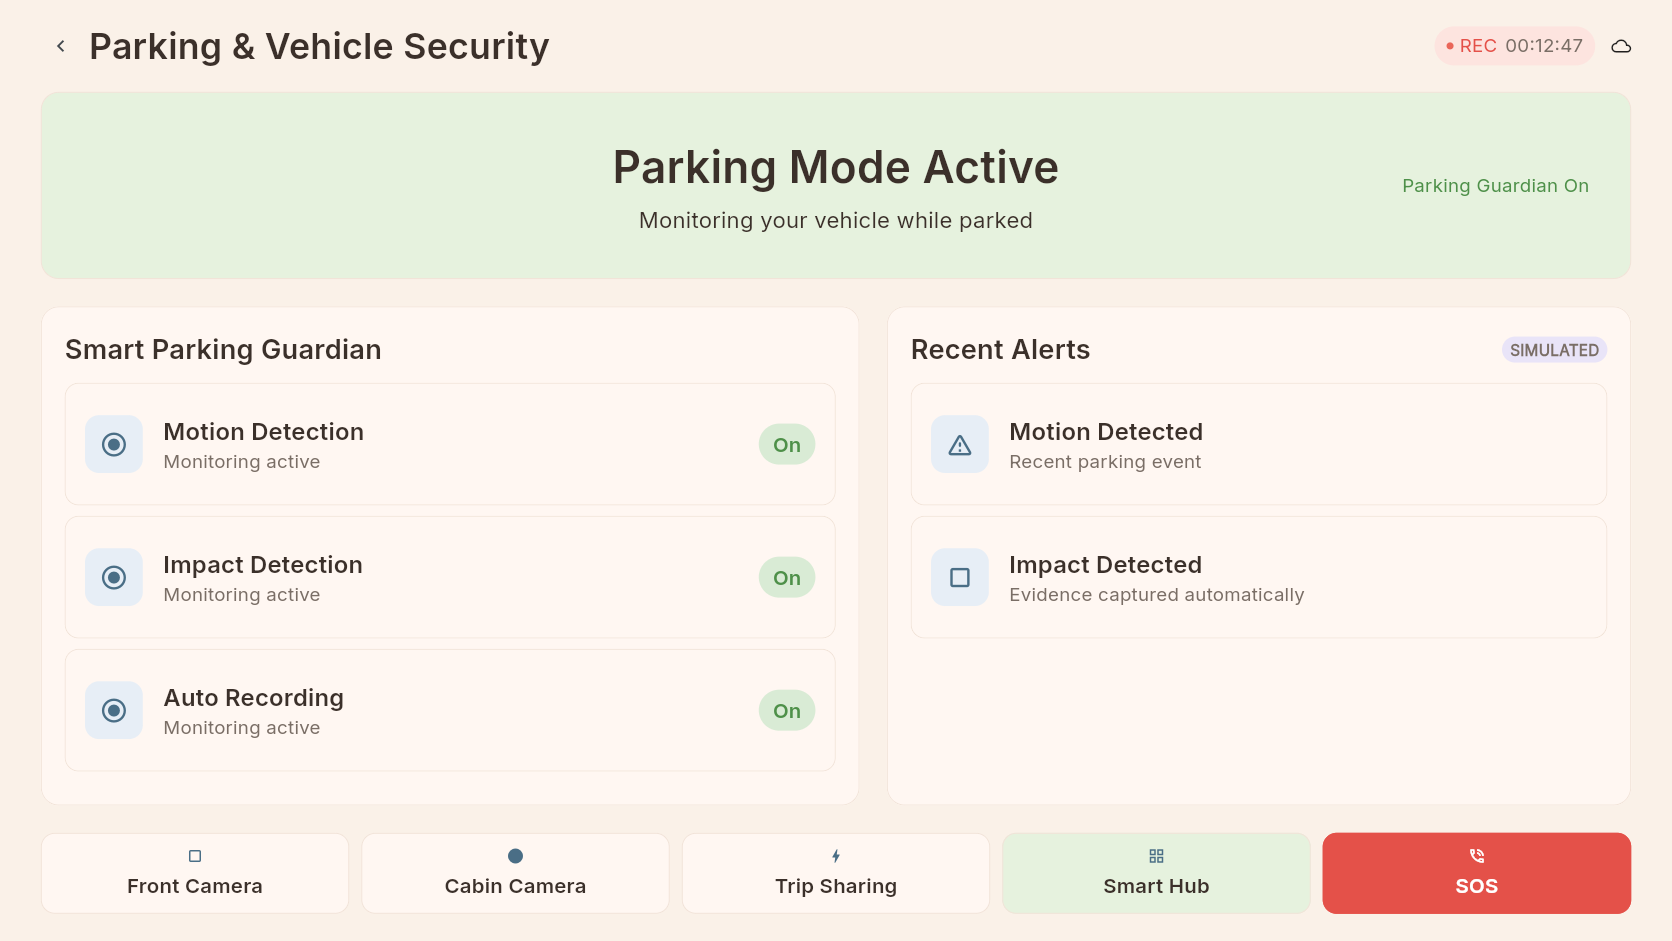 Parking & Vehicle Security
REC 00:12:47
Parking Mode Active
Monitoring your vehicle while parked
Parking Guardian On
Smart Parking Guardian
Motion Detection
Monitoring active
On
Impact Detection
Monitoring active
On
Auto Recording
Monitoring active
On
Recent Alerts
SIMULATED
Motion Detected
Recent parking event
Impact Detected
Evidence captured automatically
Front Camera
Cabin Camera
Trip Sharing
Smart Hub
SOS